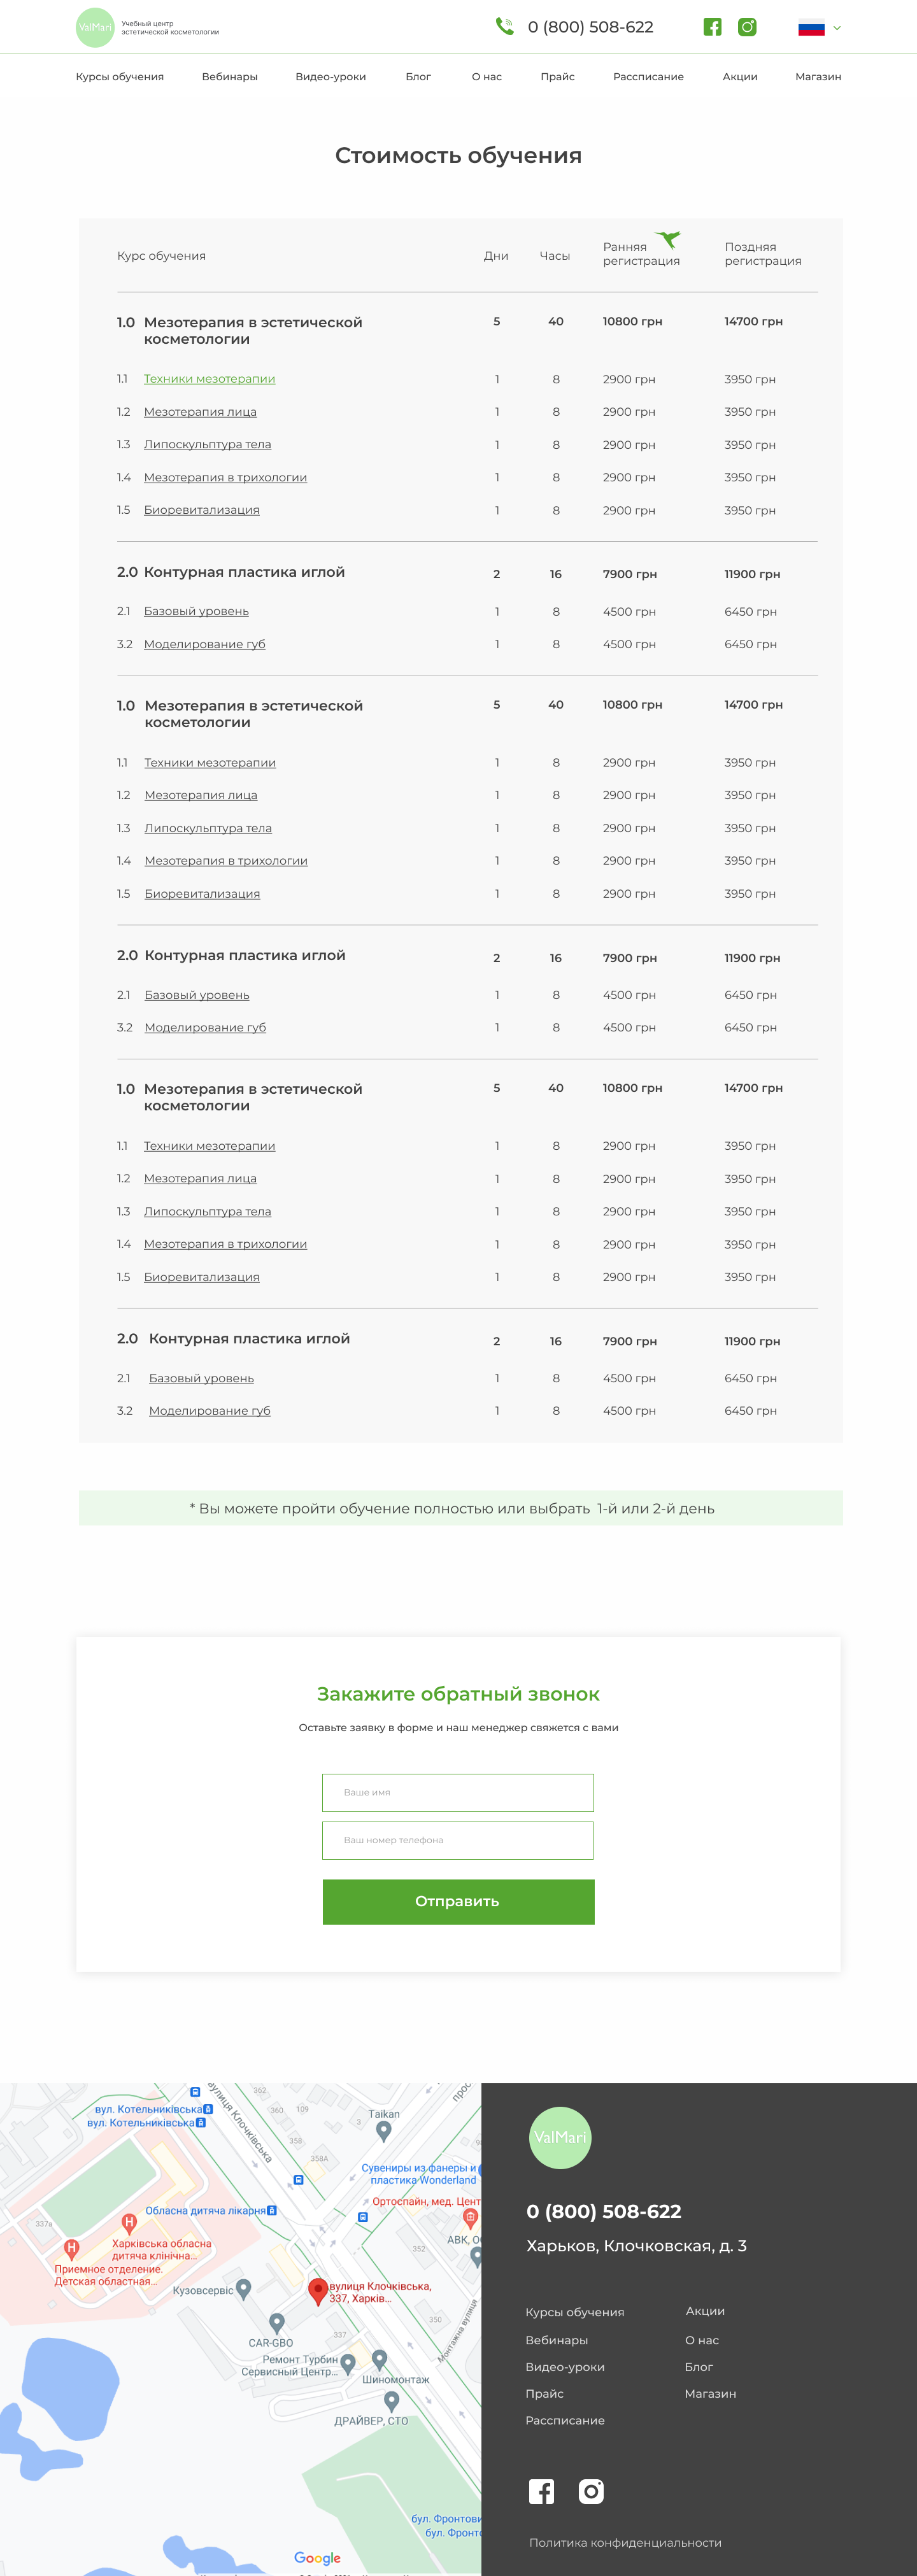 ValMari
Учебный центр
эстетической косметологии
0 (800) 508-622
Курсы обучения Вебинары Видео-уроки Блог О нас Прайс Рассписание Акции Магазин
Стоимость обучения
Курс обучения Дни Часы Ранняя регистрация Поздняя регистрация
1.0 Мезотерапия в эстетической косметологии 5 40 10800 грн 14700 грн
1.1 Техники мезотерапии 1 8 2900 грн 3950 грн
1.2 Мезотерапия лица 1 8 2900 грн 3950 грн
1.3 Липоскульптура тела 1 8 2900 грн 3950 грн
1.4 Мезотерапия в трихологии 1 8 2900 грн 3950 грн
1.5 Биоревитализация 1 8 2900 грн 3950 грн
2.0 Контурная пластика иглой 2 16 7900 грн 11900 грн
2.1 Базовый уровень 1 8 4500 грн 6450 грн
3.2 Моделирование губ 1 8 4500 грн 6450 грн
1.0 Мезотерапия в эстетической косметологии 5 40 10800 грн 14700 грн
1.1 Техники мезотерапии 1 8 2900 грн 3950 грн
1.2 Мезотерапия лица 1 8 2900 грн 3950 грн
1.3 Липоскульптура тела 1 8 2900 грн 3950 грн
1.4 Мезотерапия в трихологии 1 8 2900 грн 3950 грн
1.5 Биоревитализация 1 8 2900 грн 3950 грн
2.0 Контурная пластика иглой 2 16 7900 грн 11900 грн
2.1 Базовый уровень 1 8 4500 грн 6450 грн
3.2 Моделирование губ 1 8 4500 грн 6450 грн
1.0 Мезотерапия в эстетической косметологии 5 40 10800 грн 14700 грн
1.1 Техники мезотерапии 1 8 2900 грн 3950 грн
1.2 Мезотерапия лица 1 8 2900 грн 3950 грн
1.3 Липоскульптура тела 1 8 2900 грн 3950 грн
1.4 Мезотерапия в трихологии 1 8 2900 грн 3950 грн
1.5 Биоревитализация 1 8 2900 грн 3950 грн
2.0 Контурная пластика иглой 2 16 7900 грн 11900 грн
2.1 Базовый уровень 1 8 4500 грн 6450 грн
3.2 Моделирование губ 1 8 4500 грн 6450 грн
* Вы можете пройти обучение полностью или выбрать 1-й или 2-й день
Закажите обратный звонок
Оставьте заявку в форме и наш менеджер свяжется с вами
Ваше имя
Ваш номер телефона
Отправить
вул. Котельниківська
вул. Котельниківська
вулиця Клочківська
362
360
109
358
358А
3
Taikan
Сувениры из фанеры и
пластика Wonderland
Обласна дитяча лікарня
Ортоспайн, мед. Цент
337а
Харківська обласна
дитяча клінічна...
Приемное отделение.
Детская областная...
352
Кузовсервіс
вулиця Клочківська,
337, Харків...
CAR-GBO
337
350
Монтажна вулиця
Ремонт Турбин
Сервисный Центр...
Шиномонтаж
ДРАЙВЕР, СТО
бул. Фронтови
бул. Фронто
Google
ValMari
0 (800) 508-622
Харьков, Клочковская, д. 3
Курсы обучения Акции
Вебинары О нас
Видео-уроки Блог
Прайс Магазин
Рассписание
Политика конфиденциальности